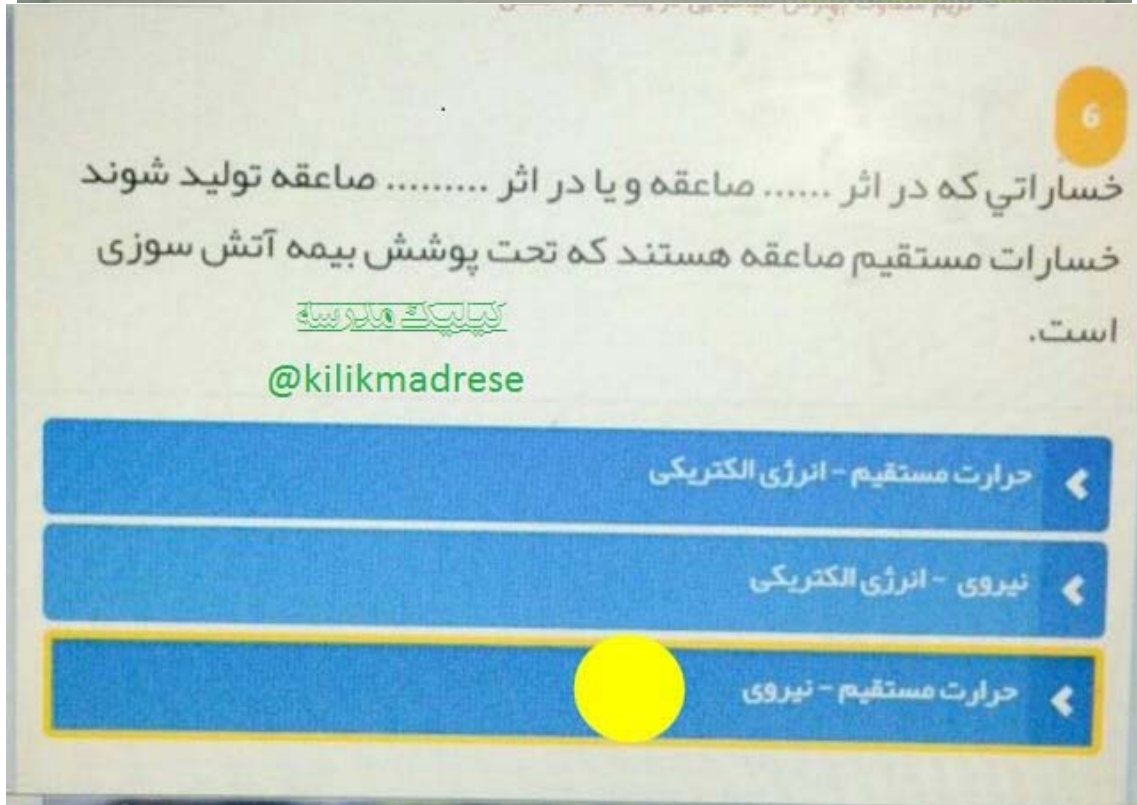 6
خساراتي که در اثر ...... صاعقه و یا در اثر ......... صاعقه تولید شوند
خسارات مستقیم صاعقه هستند که تحت پوشش بیمه آتش سوزی
است.
کیلیک مدرسه
@kilikmadrese
حرارت مستقیم - انرژی الکتریکی
نیروی - انرژی الکتریکی
حرارت مستقیم - نیروی